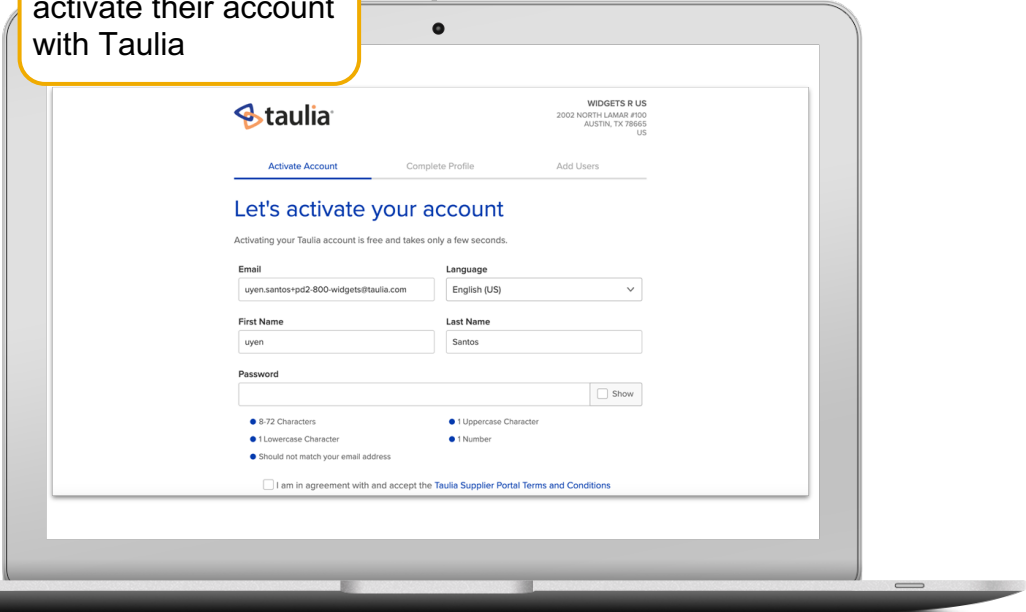 activate their account
with Taulia
taulia
WIDGETS R US
2002 NORTH LAMAR #100
AUSTIN, TX 78665
US
Activate Account Complete Profile Add Users
Let's activate your account
Activating your Taulia account is free and takes only a few seconds.
Email Language
uyen.santos+pd2-800-widgets@taulia.com English (US)
First Name Last Name
uyen Santos
Password
Show
8-72 Characters 1 Uppercase Character
1 Lowercase Character 1 Number
Should not match your email address
I am in agreement with and accept the Taulia Supplier Portal Terms and Conditions